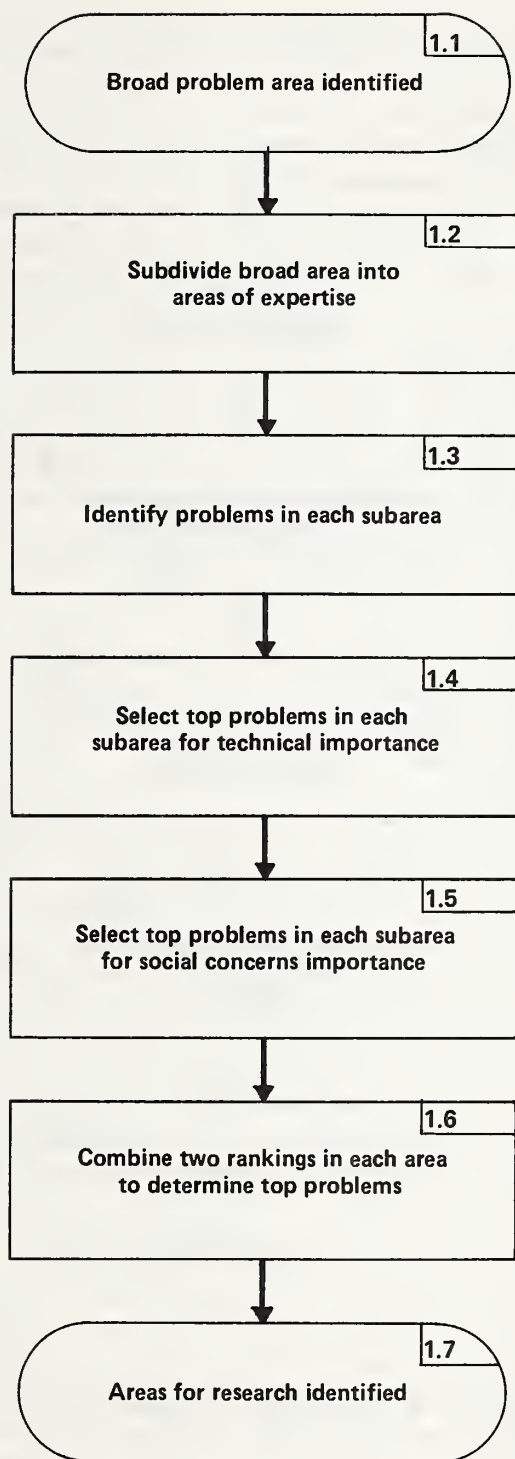 1.1
Broad problem area identified
1.2
Subdivide broad area into
areas of expertise
1.3
Identify problems in each subarea
1.4
Select top problems in each
subarea for technical importance
1.5
Select top problems in each subarea
for social concerns importance
1.6
Combine two rankings in each area
to determine top problems
1.7
Areas for research identified